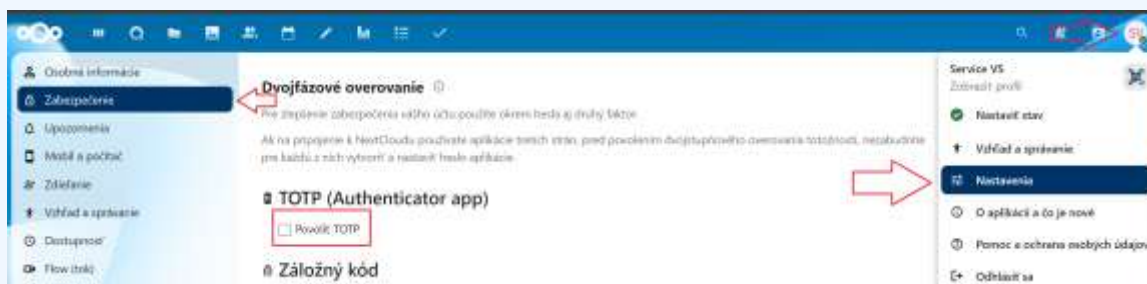 Osobné informácie
Zabezpečenie
Upozornenia
Mobil a počítač
Zdieľanie
Vzhľad a správanie
Dostupnosť
Flow (tok)
Dvojfázové overovanie
Pre zlepšenie zabezpečenia vášho účtu použite okrem hesla aj druhý faktor.
Ak na pripojenie k NextCloudu používate aplikácie tretích strán, pred povolením dvojstupňového overovania totožnosti, nezabudnite
pre každú z nich vytvoriť a nastaviť heslo aplikácie.
TOTP (Authenticator app)
Povoliť TOTP
Záložný kód
Service VS
Zobraziť profil
Nastaviť stav
Vzhľad a správanie
Nastavenia
O aplikácii a čo je nové
Pomoc a ochrana osobných údajov
Odhlásiť sa